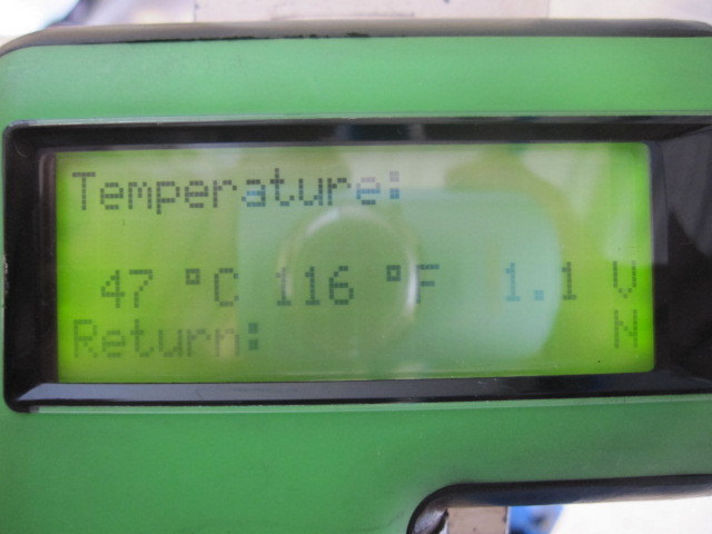 Temperature:
47 °C 116 °F 1.1 V
Return: N